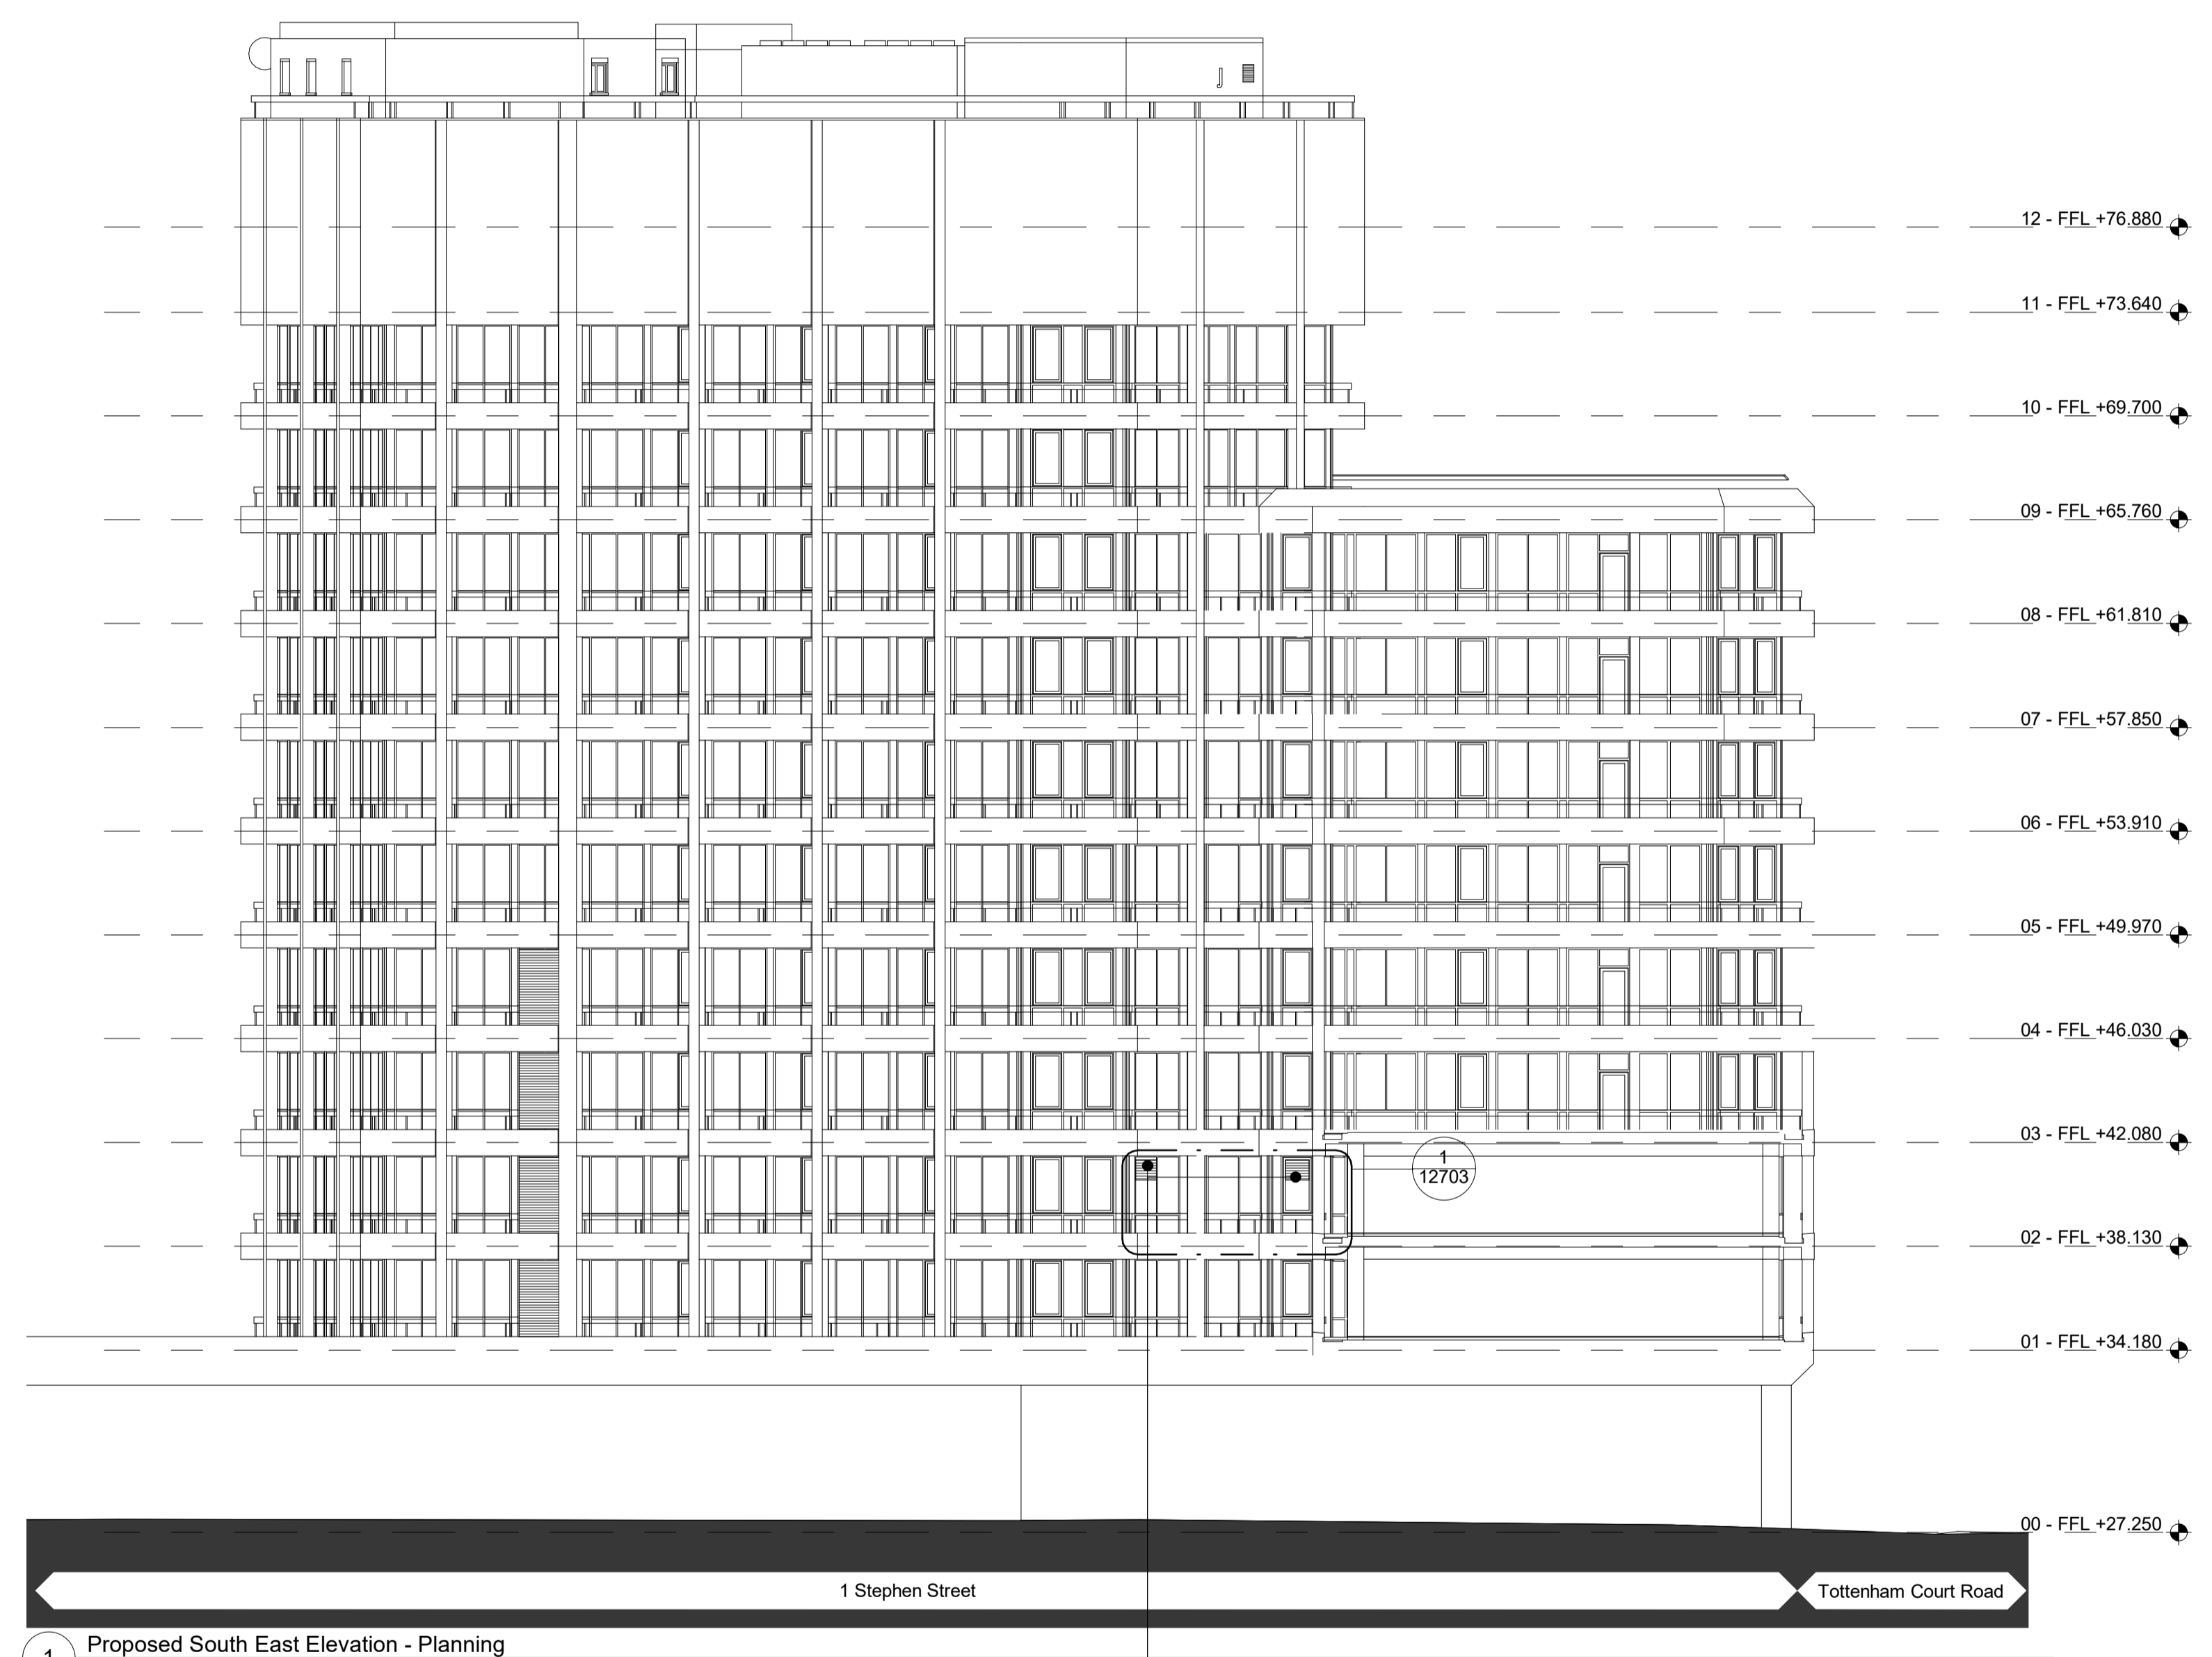 12 - FFL +76.880
11 - FFL +73.640
10 - FFL +69.700
09 - FFL +65.760
08 - FFL +61.810
07 - FFL +57.850
06 - FFL +53.910
05 - FFL +49.970
04 - FFL +46.030
03 - FFL +42.080
1
12703
02 - FFL +38.130
01 - FFL +34.180
00 - FFL +27.250
1 Stephen Street
Tottenham Court Road
1
Proposed South East Elevation - Planning